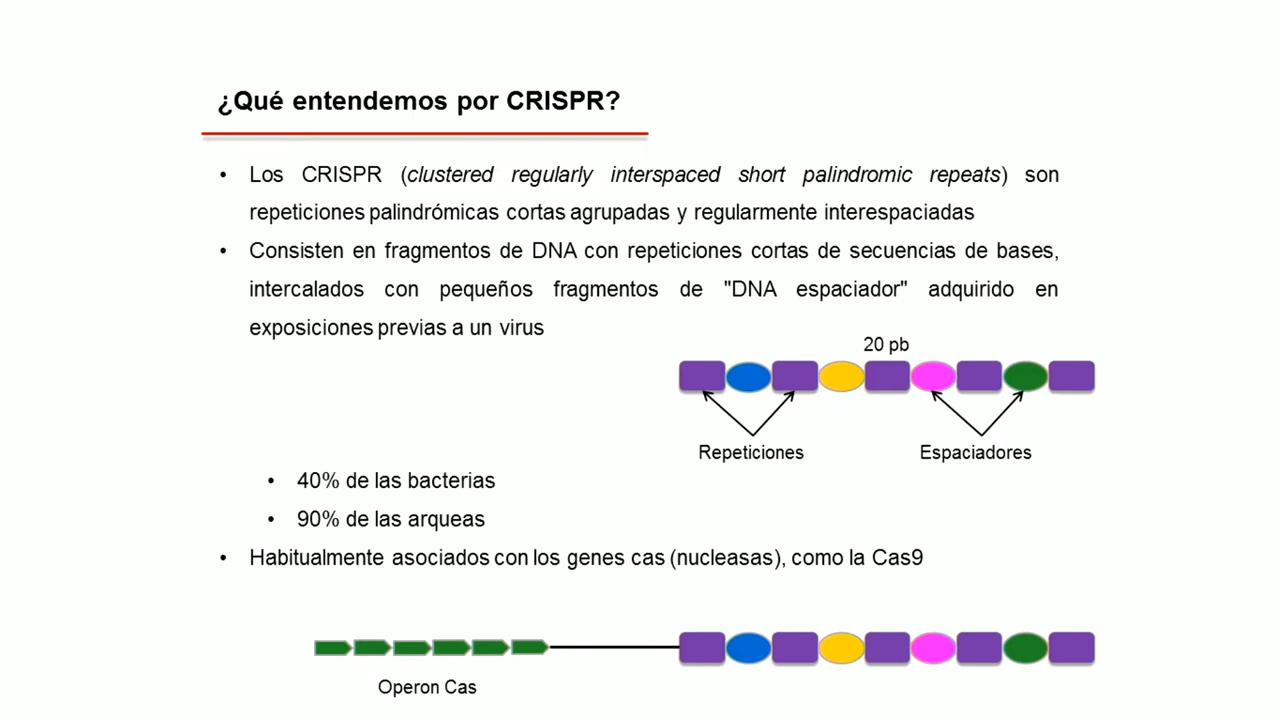 ¿Qué entendemos por CRISPR?
• Los CRISPR (clustered regularly interspaced short palindromic repeats) son
repeticiones palindrómicas cortas agrupadas y regularmente interespaciadas
• Consisten en fragmentos de DNA con repeticiones cortas de secuencias de bases,
intercalados con pequeños fragmentos de "DNA espaciador" adquirido en
exposiciones previas a un virus
20 pb
Repeticiones Espaciadores
• 40% de las bacterias
• 90% de las arqueas
• Habitualmente asociados con los genes cas (nucleasas), como la Cas9
Operon Cas